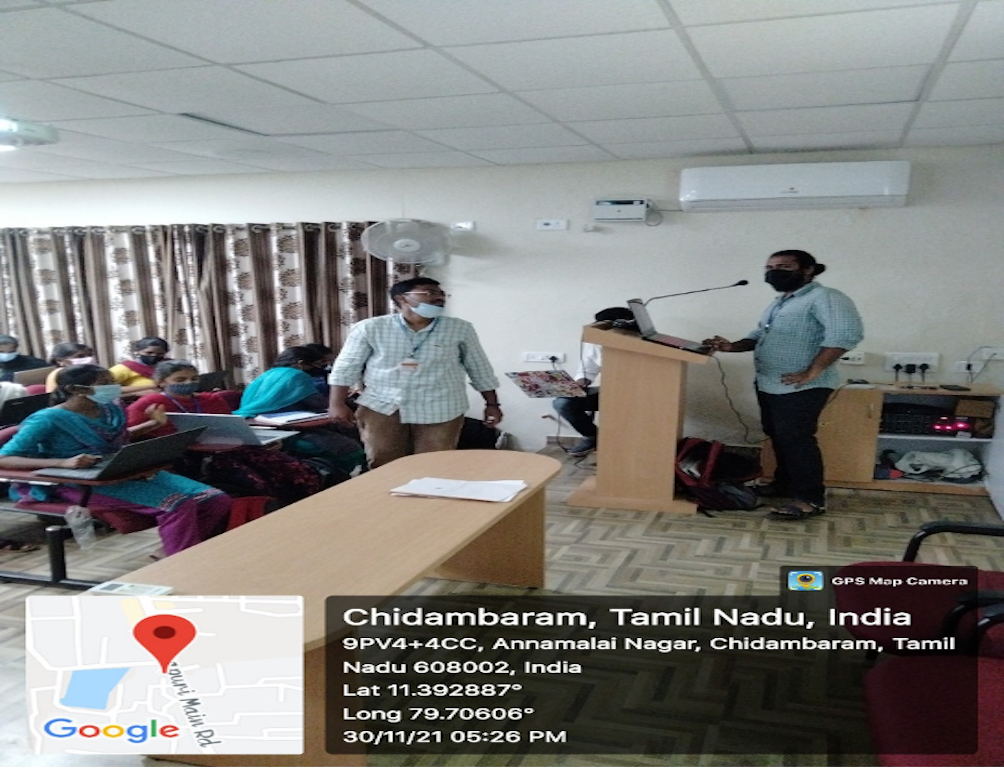 GPS Map Camera
Chidambaram, Tamil Nadu, India
9PV4+4CC, Annamalai Nagar, Chidambaram, Tamil
Nadu 608002, India
Lat 11.392887°
Long 79.70606°
30/11/21 05:26 PM
Google
puri Main Rd